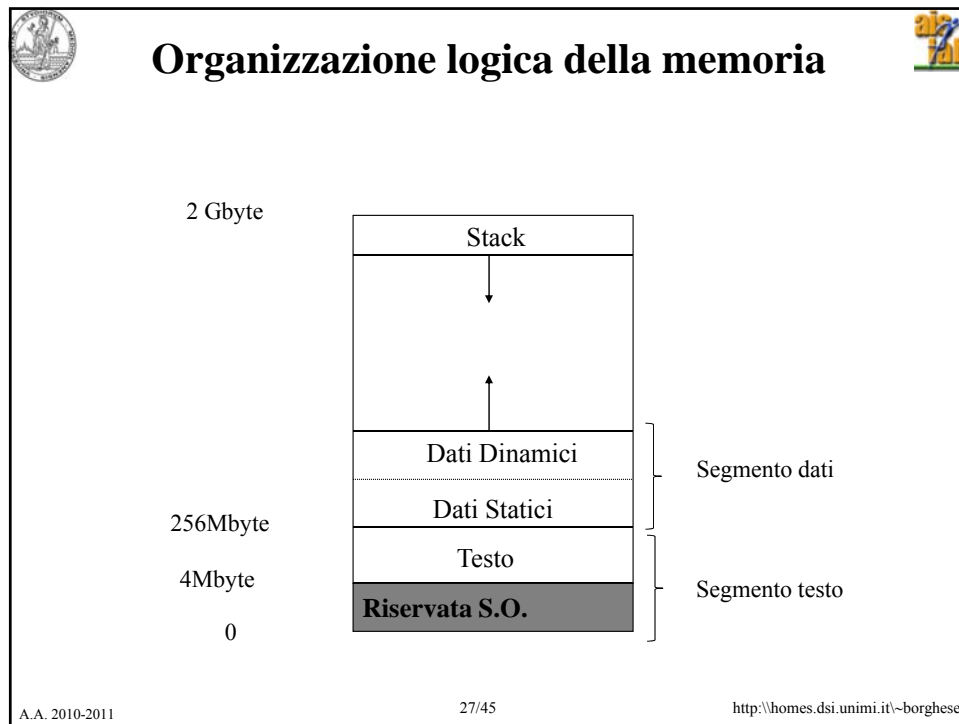 Organizzazione logica della memoria
2 Gbyte
Stack
Dati Dinamici
Segmento dati
Dati Statici
256Mbyte
Testo
4Mbyte
Segmento testo
Riservata S.O.
0
A.A. 2010-2011
27/45
http:\\homes.dsi.unimi.it\~borghese